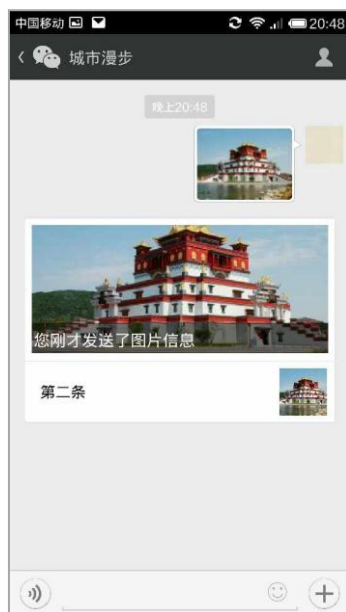 中国移动 20:48
城市漫步
晚上20:48
您刚才发送了图片信息
第二条